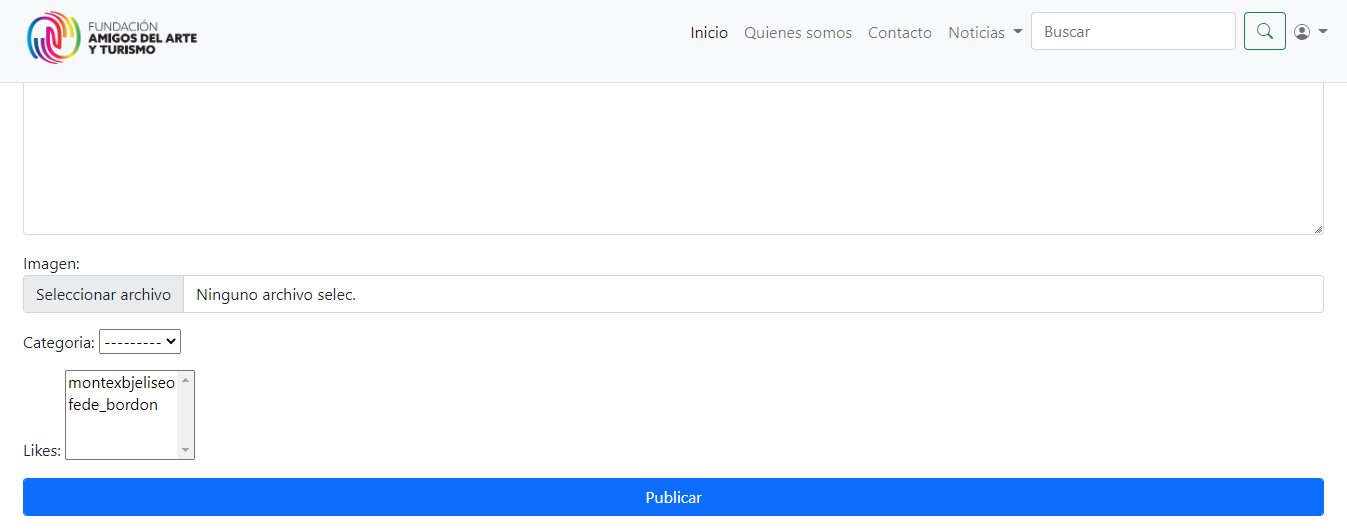 FUNDACIÓN
AMIGOS DEL ARTE
Y TURISMO
Inicio Quienes somos Contacto Noticias Buscar
Imagen:
Seleccionar archivo Ninguno archivo selec.
Categoria: ---------
montexbjeliseo
fede_bordon
Likes:
Publicar